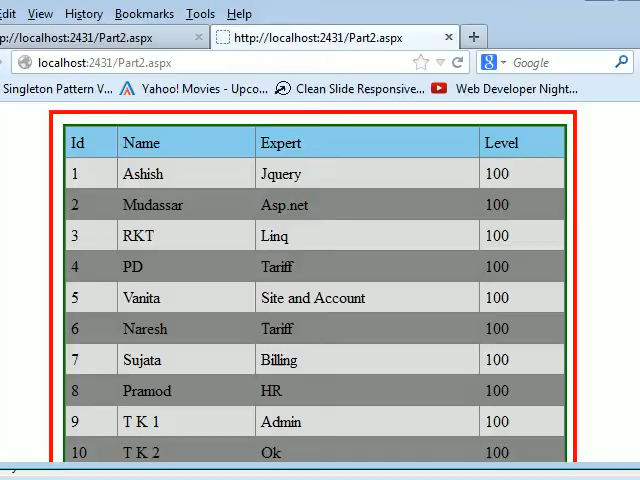 Edit View History Bookmarks Tools Help
http://localhost:2431/Part2.aspx × http://localhost:2431/Part2.aspx × +
localhost:2431/Part2.aspx 8 Google
Singleton Pattern V... Yahoo! Movies - Upco... Clean Slide Responsive... Web Developer Night...
Id Name Expert Level
1 Ashish Jquery 100
2 Mudassar Asp.net 100
3 RKT Linq 100
4 PD Tariff 100
5 Vanita Site and Account 100
6 Naresh Tariff 100
7 Sujata Billing 100
8 Pramod HR 100
9 T K 1 Admin 100
10 T K 2 Ok 100